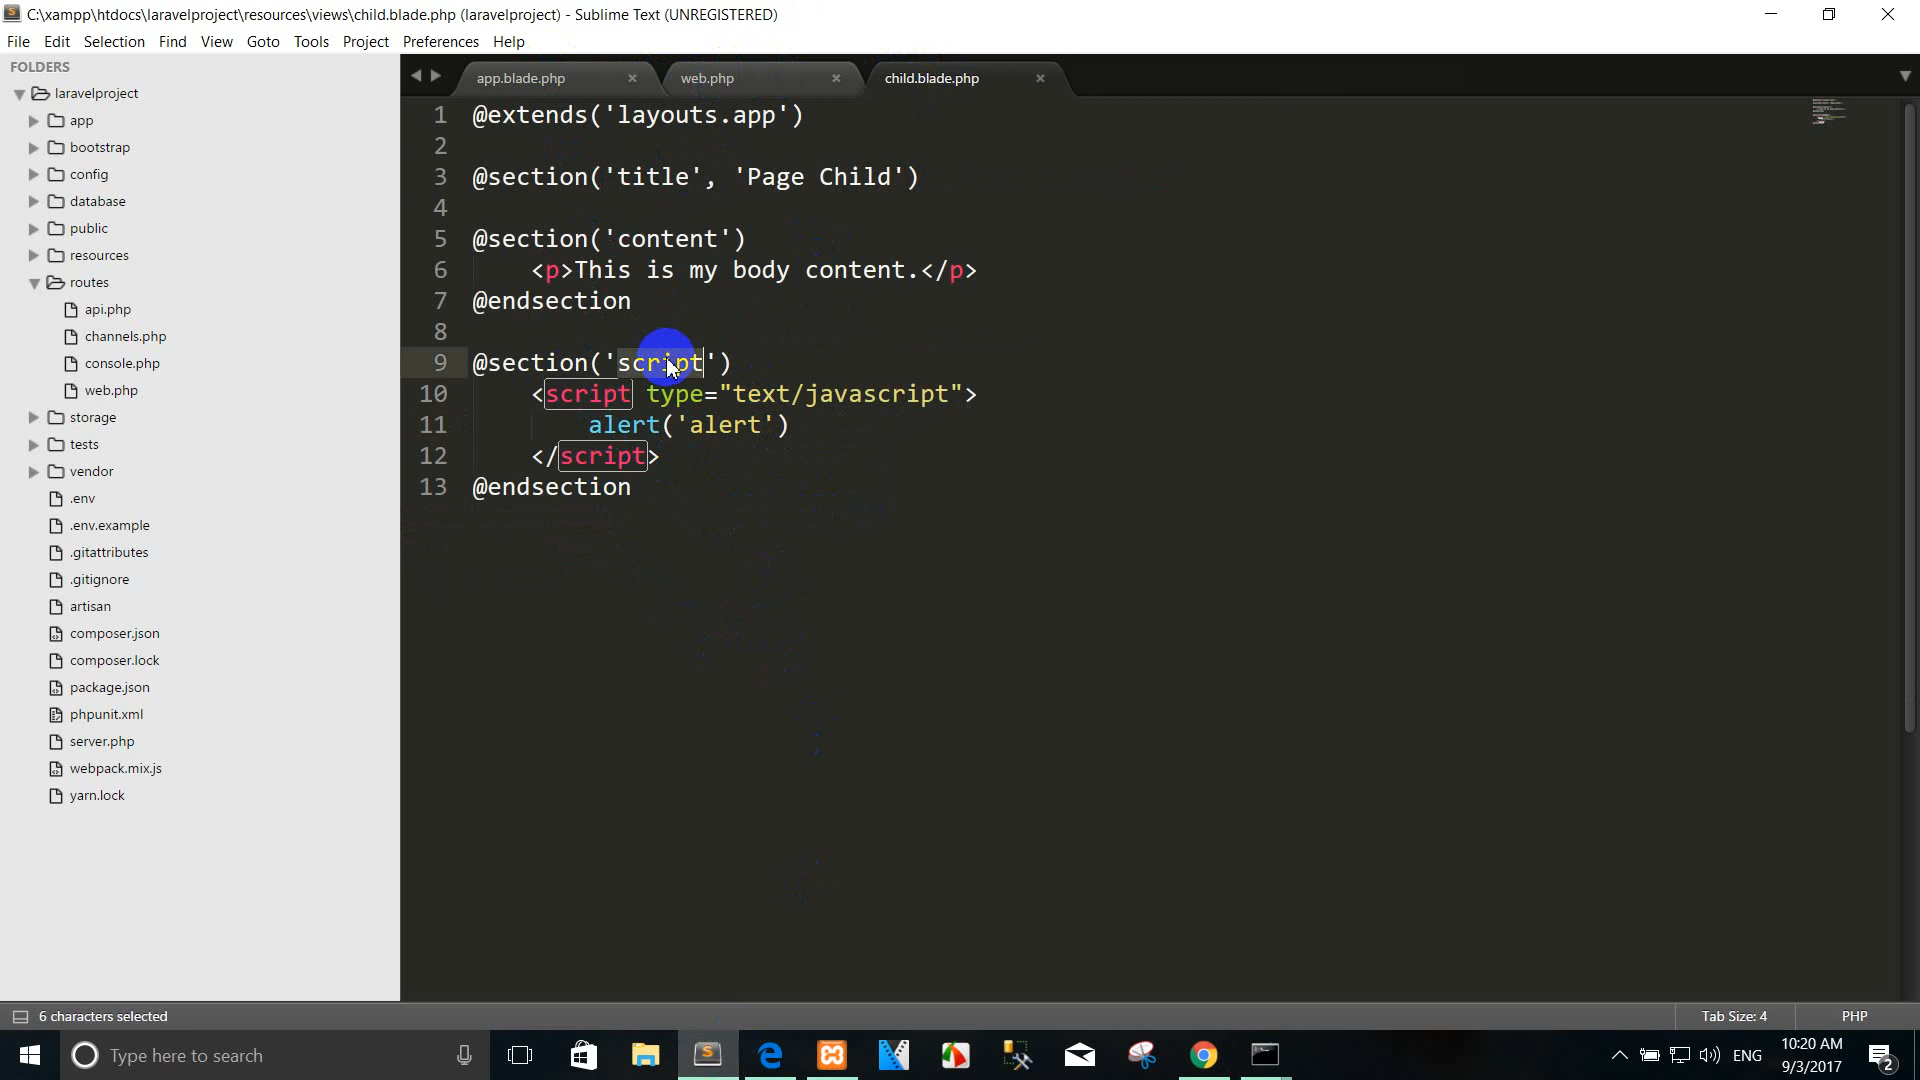 C:\xampp\htdocs\laravelproject\resources\views\child.blade.php (laravelproject) - Sublime Text (UNREGISTERED)
File Edit Selection Find View Goto Tools Project Preferences Help
FOLDERS
laravelproject
app
bootstrap
config
database
public
resources
routes
api.php
channels.php
console.php
web.php
storage
tests
vendor
.env
.env.example
.gitattributes
.gitignore
artisan
composer.json
composer.lock
package.json
phpunit.xml
server.php
webpack.mix.js
yarn.lock
app.blade.php web.php child.blade.php
1 @extends('layouts.app')
2
3 @section('title', 'Page Child')
4
5 @section('content')
6 <p>This is my body content.</p>
7 @endsection
8
9 @section('script')
10 <script type="text/javascript">
11 alert('alert')
12 </script>
13 @endsection
6 characters selected Tab Size: 4 PHP
Type here to search ENG 10:20 AM
9/3/2017 2